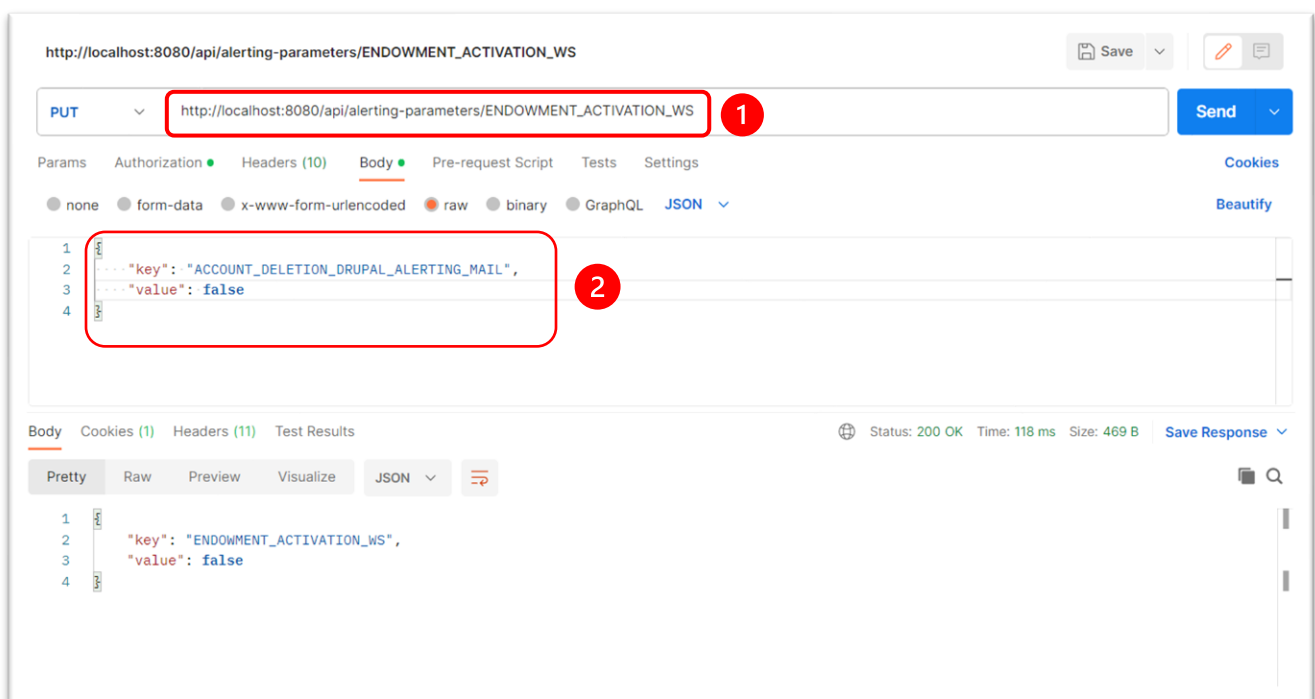 http://localhost:8080/api/alerting-parameters/ENDOWMENT_ACTIVATION_WS Save
PUT http://localhost:8080/api/alerting-parameters/ENDOWMENT_ACTIVATION_WS 1 Send
Params Authorization Headers (10) Body Pre-request Script Tests Settings Cookies
none form-data x-www-form-urlencoded raw binary GraphQL JSON Beautify
1 {
2 "key": "ACCOUNT_DELETION_DRUPAL_ALERTING_MAIL",
3 "value": false
4 }
2
Body Cookies (1) Headers (11) Test Results Status: 200 OK Time: 118 ms Size: 469 B Save Response
Pretty Raw Preview Visualize JSON
1 {
2 "key": "ENDOWMENT_ACTIVATION_WS",
3 "value": false
4 }